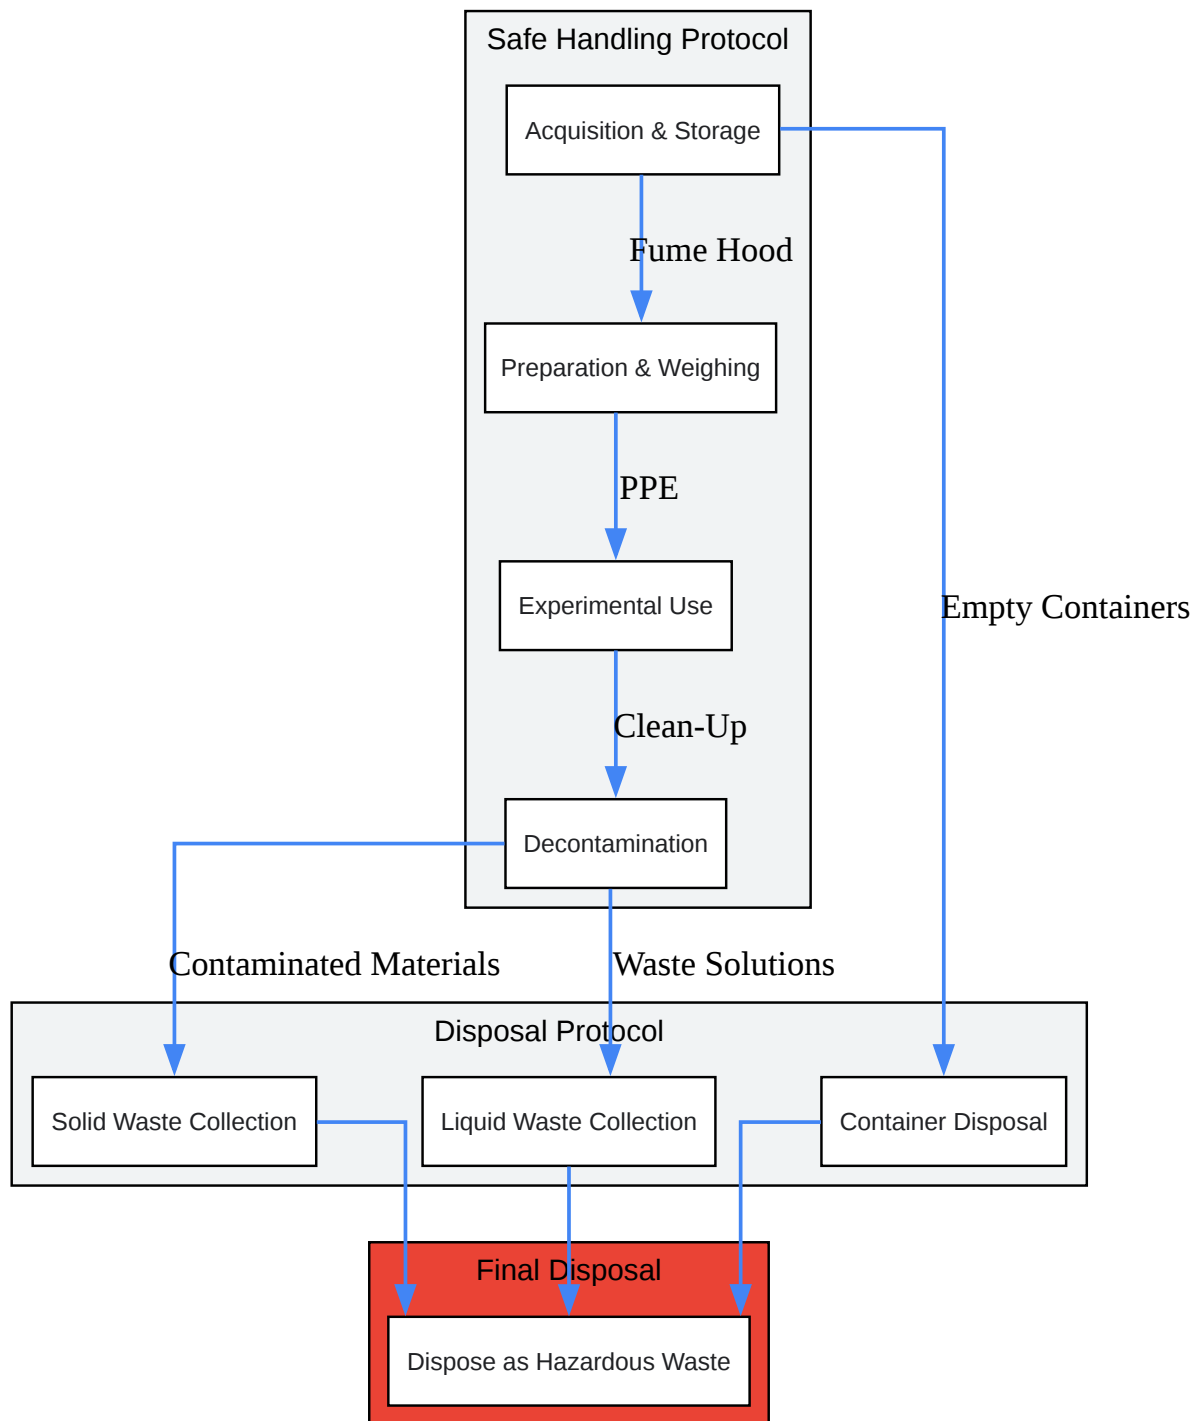 Safe Handling Protocol
Acquisition & Storage
Fume Hood
Preparation & Weighing
PPE
Experimental Use
Empty Containers
Clean-Up
Decontamination
Contaminated Materials
Waste Solutions
Disposal Protocol
Solid Waste Collection
Liquid Waste Collection
Container Disposal
Final Disposal
Dispose as Hazardous Waste